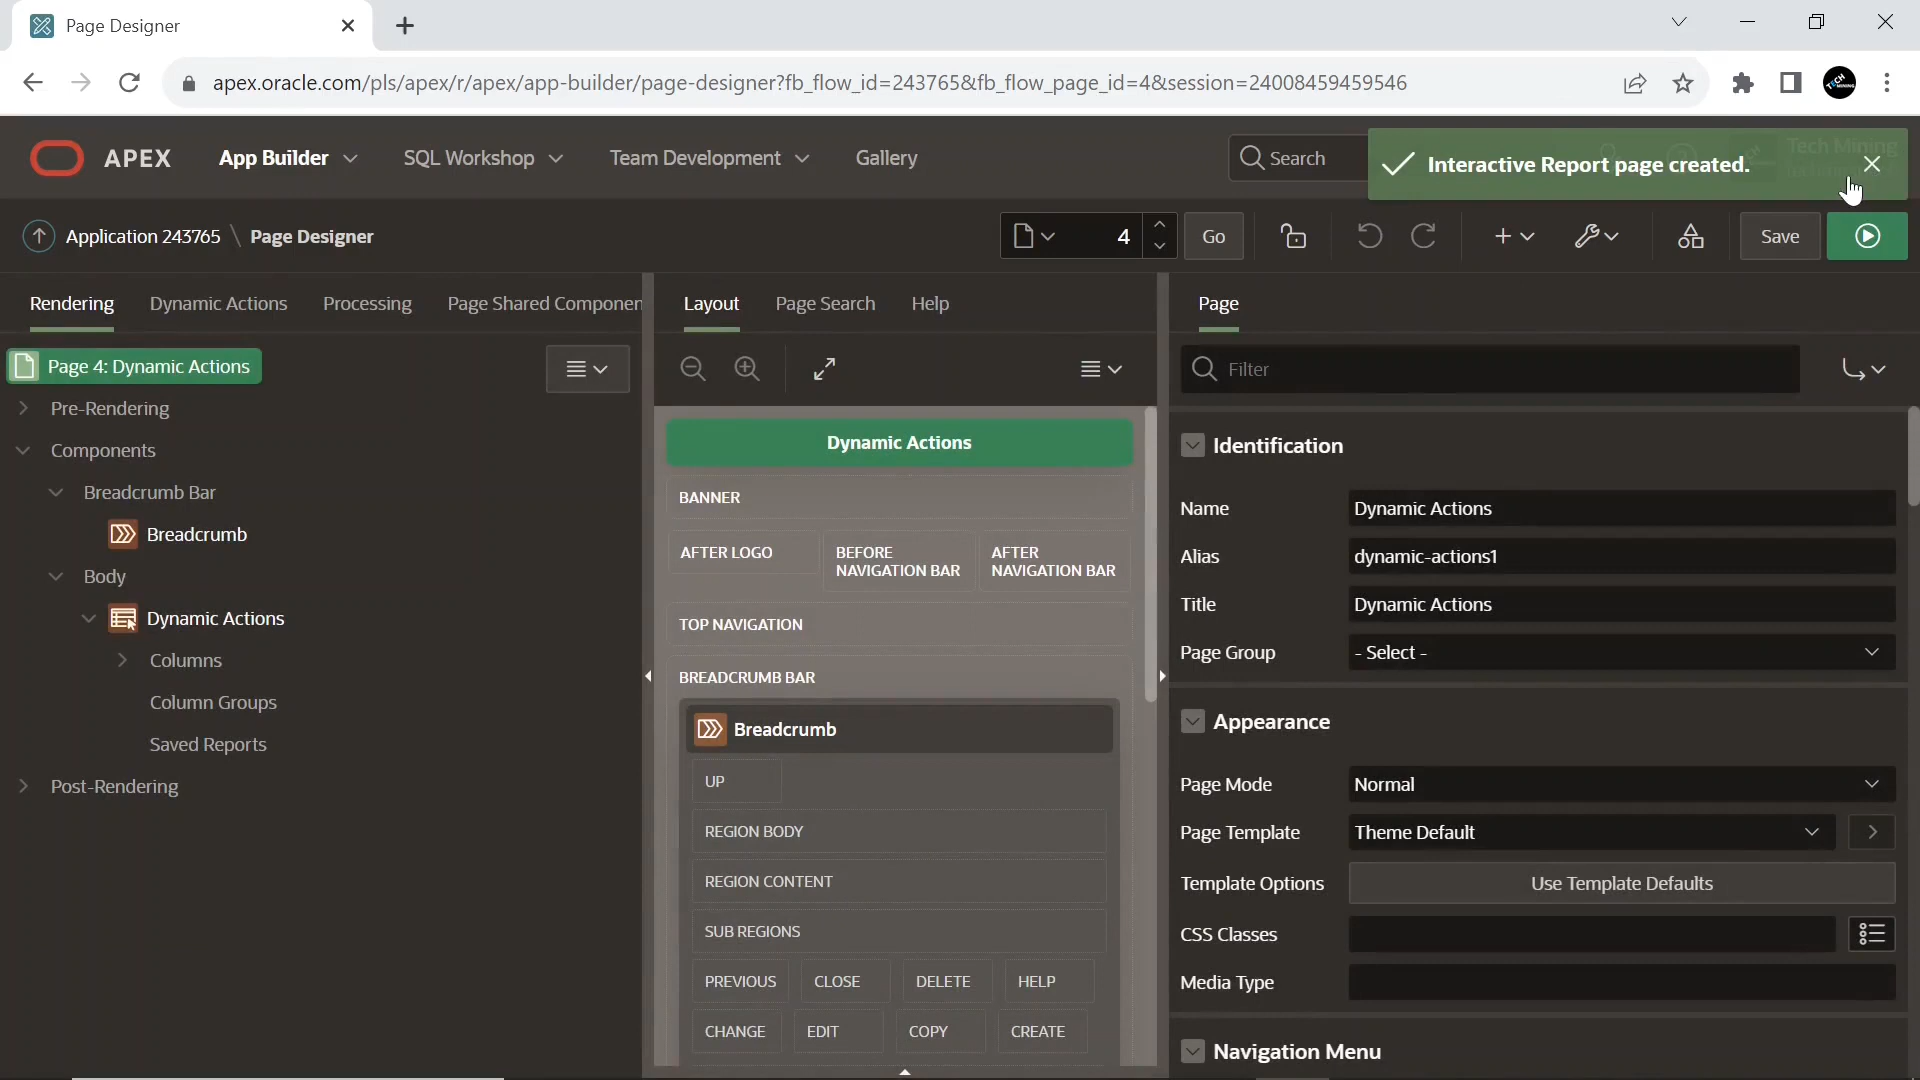 Page Designer
apex.oracle.com/pls/apex/r/apex/app-builder/page-designer?fb_flow_id=243765&fb_flow_page_id=4&session=24008459459546
APEX
App Builder
SQL Workshop
Team Development
Gallery
Search
Interactive Report page created.
Tech Mining
Application 243765 \ Page Designer
4
Go
Save
Rendering
Dynamic Actions
Processing
Page Shared Componen
Layout
Page Search
Help
Page
Page 4: Dynamic Actions
Pre-Rendering
Components
Breadcrumb Bar
Breadcrumb
Body
Dynamic Actions
Columns
Column Groups
Saved Reports
Post-Rendering
Dynamic Actions
BANNER
AFTER LOGO
BEFORE
NAVIGATION BAR
AFTER
NAVIGATION BAR
TOP NAVIGATION
BREADCRUMB BAR
Breadcrumb
UP
REGION BODY
REGION CONTENT
SUB REGIONS
PREVIOUS
CLOSE
DELETE
HELP
CHANGE
EDIT
COPY
CREATE
Filter
Identification
Name
Dynamic Actions
Alias
dynamic-actions1
Title
Dynamic Actions
Page Group
- Select -
Appearance
Page Mode
Normal
Page Template
Theme Default
Template Options
Use Template Defaults
CSS Classes
Media Type
Navigation Menu